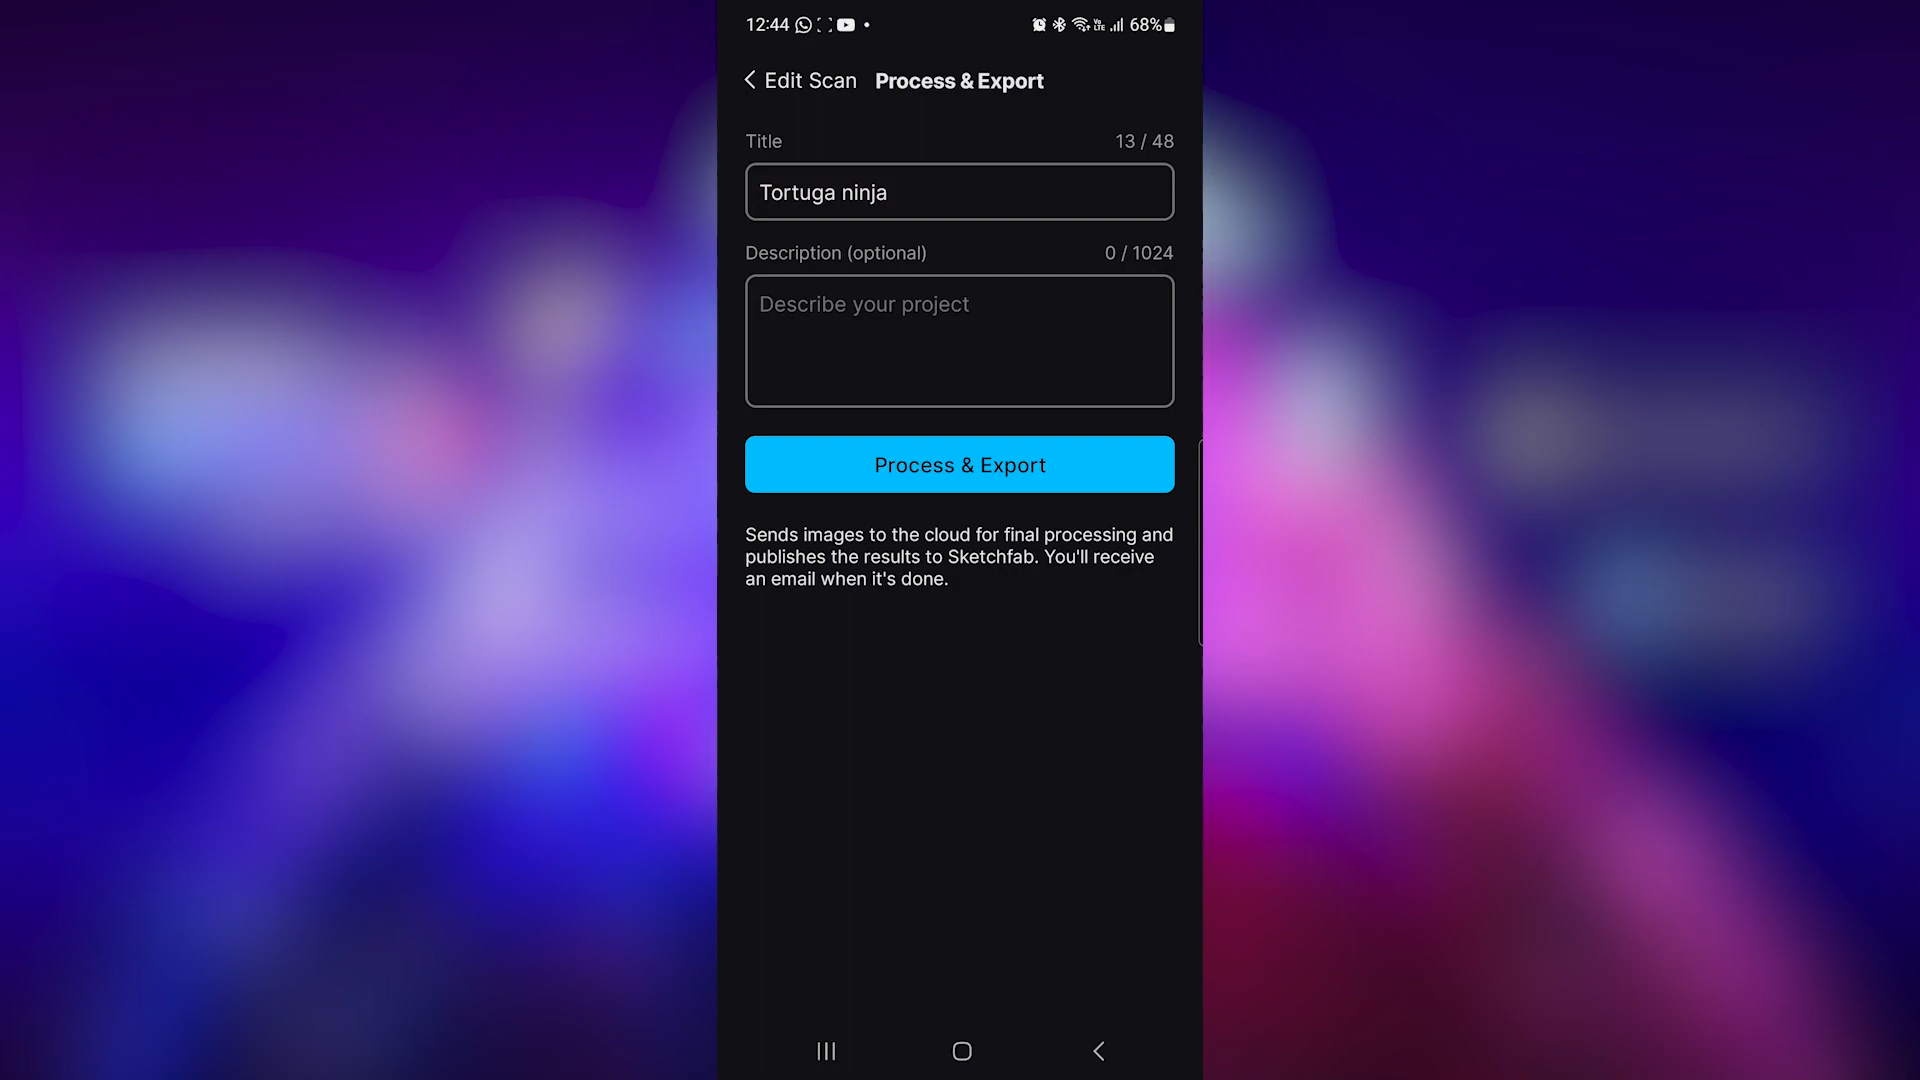 12:44 Vo LTE 68%
Edit Scan Process & Export
Title 13 / 48
Tortuga ninja
Description (optional) 0 / 1024
Describe your project
Process & Export
Sends images to the cloud for final processing and
publishes the results to Sketchfab. You'll receive
an email when it's done.